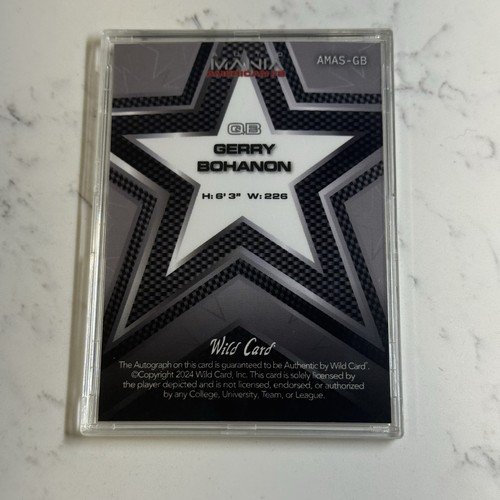 MANIA
AMAS-GB
QB
GERRY
BOHANON
H: 6' 3" W: 226
Wild Card
The Autograph on this card is guaranteed to be Authentic by Wild Card.
©Copyright 2024 Wild Card, Inc. This card is solely licensed by
the player depicted and is not licensed, endorsed, or authorized
by any College, University, Team, or League.